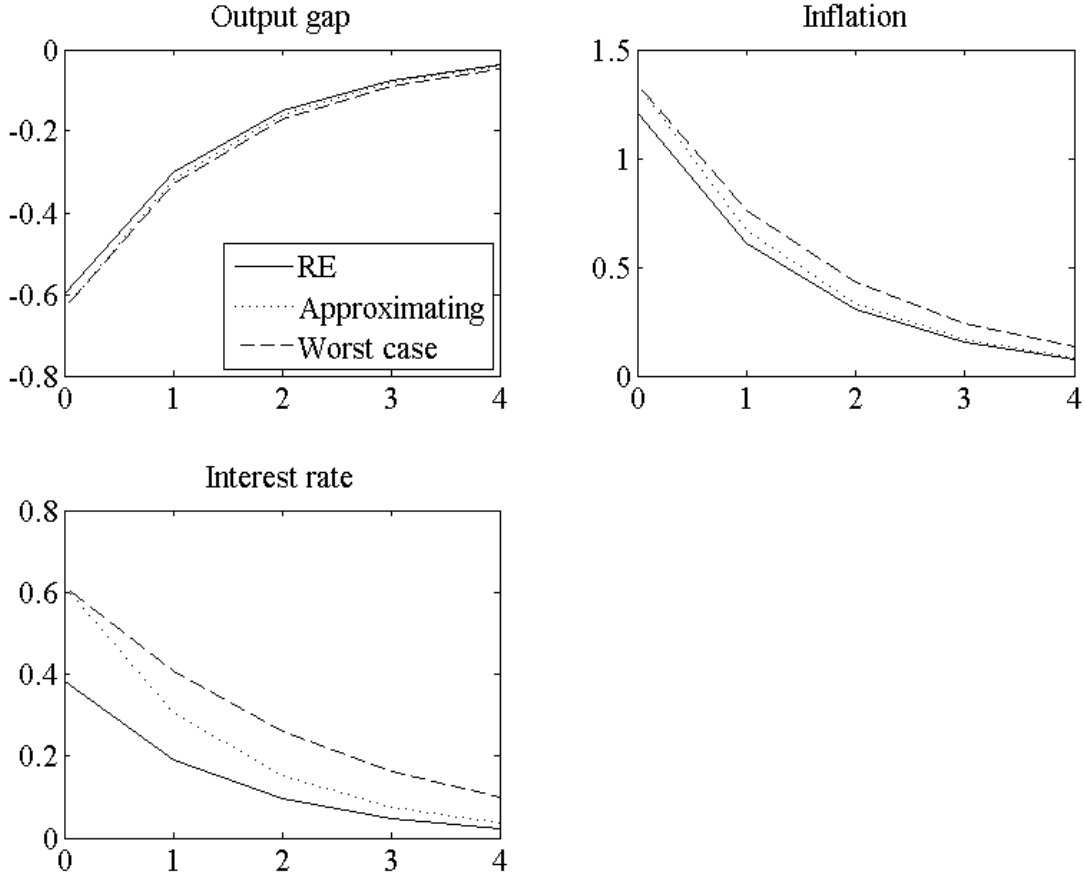 Output gap
0
-0.2
-0.4
-0.6
-0.8
0 1 2 3 4
RE
Approximating
Worst case
Inflation
1.5
1
0.5
0
0 1 2 3 4
Interest rate
0.8
0.6
0.4
0.2
0
0 1 2 3 4